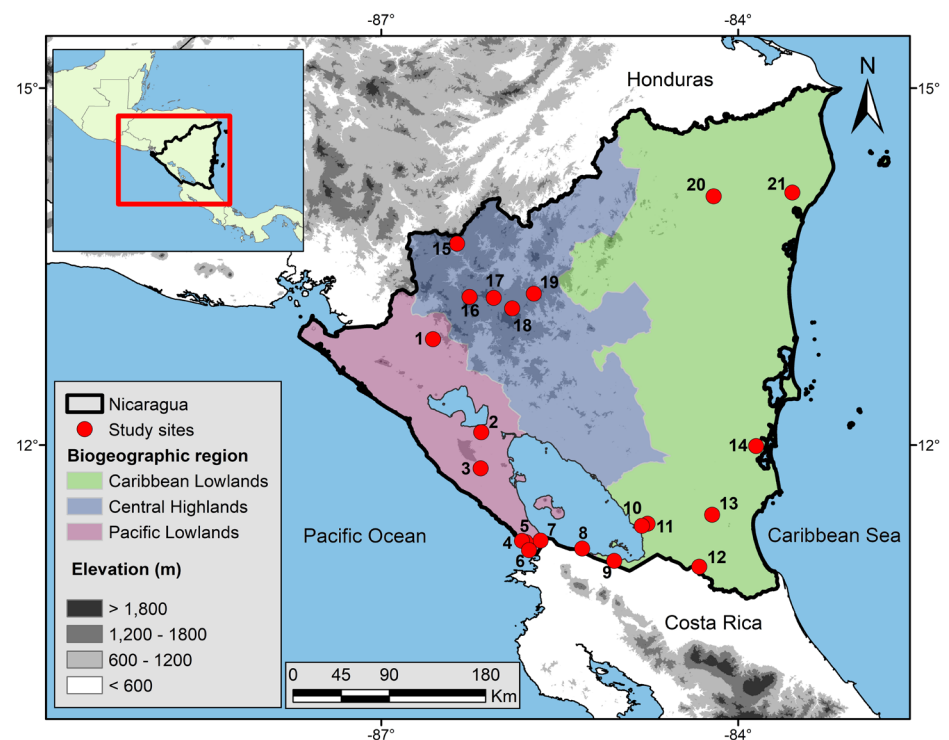 -87°
-84°
15°
15°
Honduras
N
20
21
15
17
19
16
18
1
Nicaragua
Study sites
Biogeographic region
Caribbean Lowlands
Central Highlands
Pacific Lowlands
Elevation (m)
> 1,800
1,200 - 1800
600 - 1200
< 600
2
12°
12°
14
3
10
11
13
Pacific Ocean
5
4
7
8
6
9
12
Caribbean Sea
Costa Rica
0 45 90 180
Km
-87°
-84°